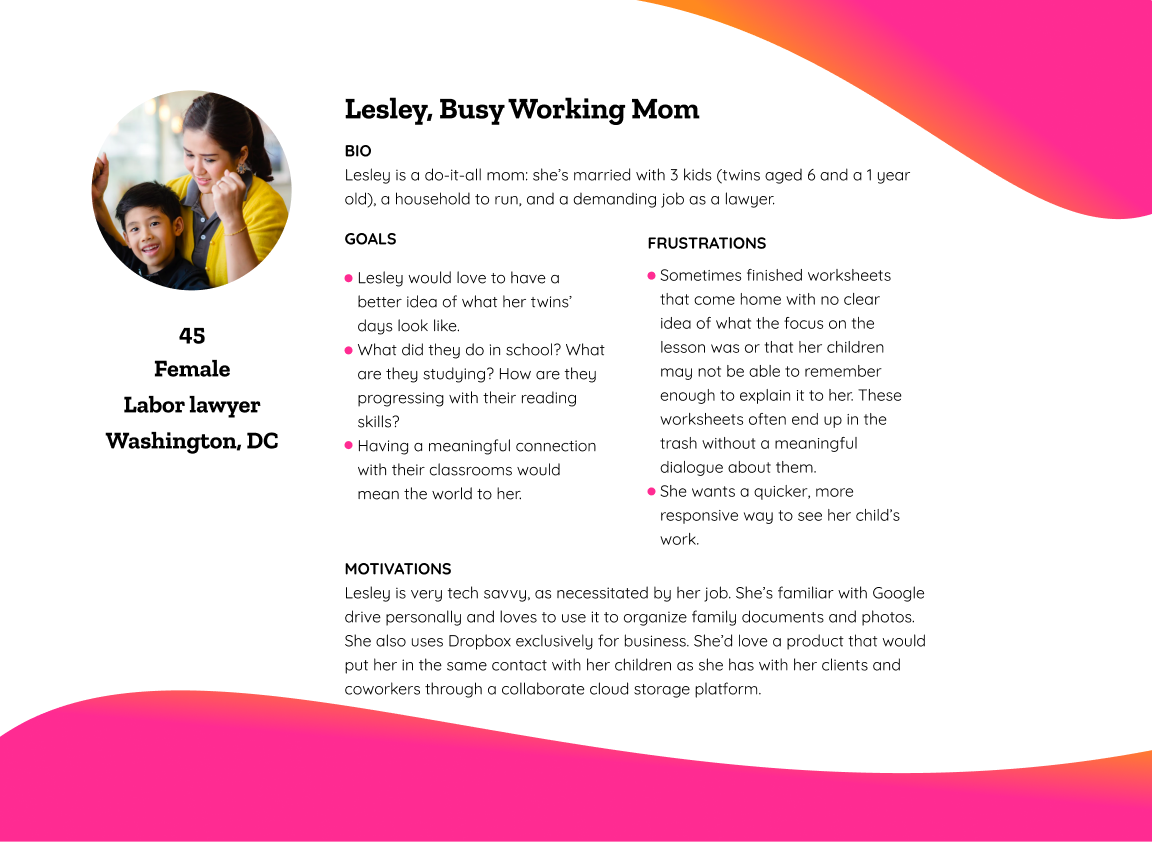 Lesley, Busy Working Mom
BIO
Lesley is a do-it-all mom: she’s married with 3 kids (twins aged 6 and a 1 year
old), a household to run, and a demanding job as a lawyer.
45
Female
Labor lawyer
Washington, DC
GOALS
Lesley would love to have a
better idea of what her twins’
days look like.
What did they do in school? What
are they studying? How are they
progressing with their reading
skills?
Having a meaningful connection
with their classrooms would
mean the world to her.
FRUSTRATIONS
Sometimes finished worksheets
that come home with no clear
idea of what the focus on the
lesson was or that her children
may not be able to remember
enough to explain it to her. These
worksheets often end up in the
trash without a meaningful
dialogue about them.
She wants a quicker, more
responsive way to see her child’s
work.
MOTIVATIONS
Lesley is very tech savvy, as necessitated by her job. She’s familiar with Google
drive personally and loves to use it to organize family documents and photos.
She also uses Dropbox exclusively for business. She’d love a product that would
put her in the same contact with her children as she has with her clients and
coworkers through a collaborate cloud storage platform.